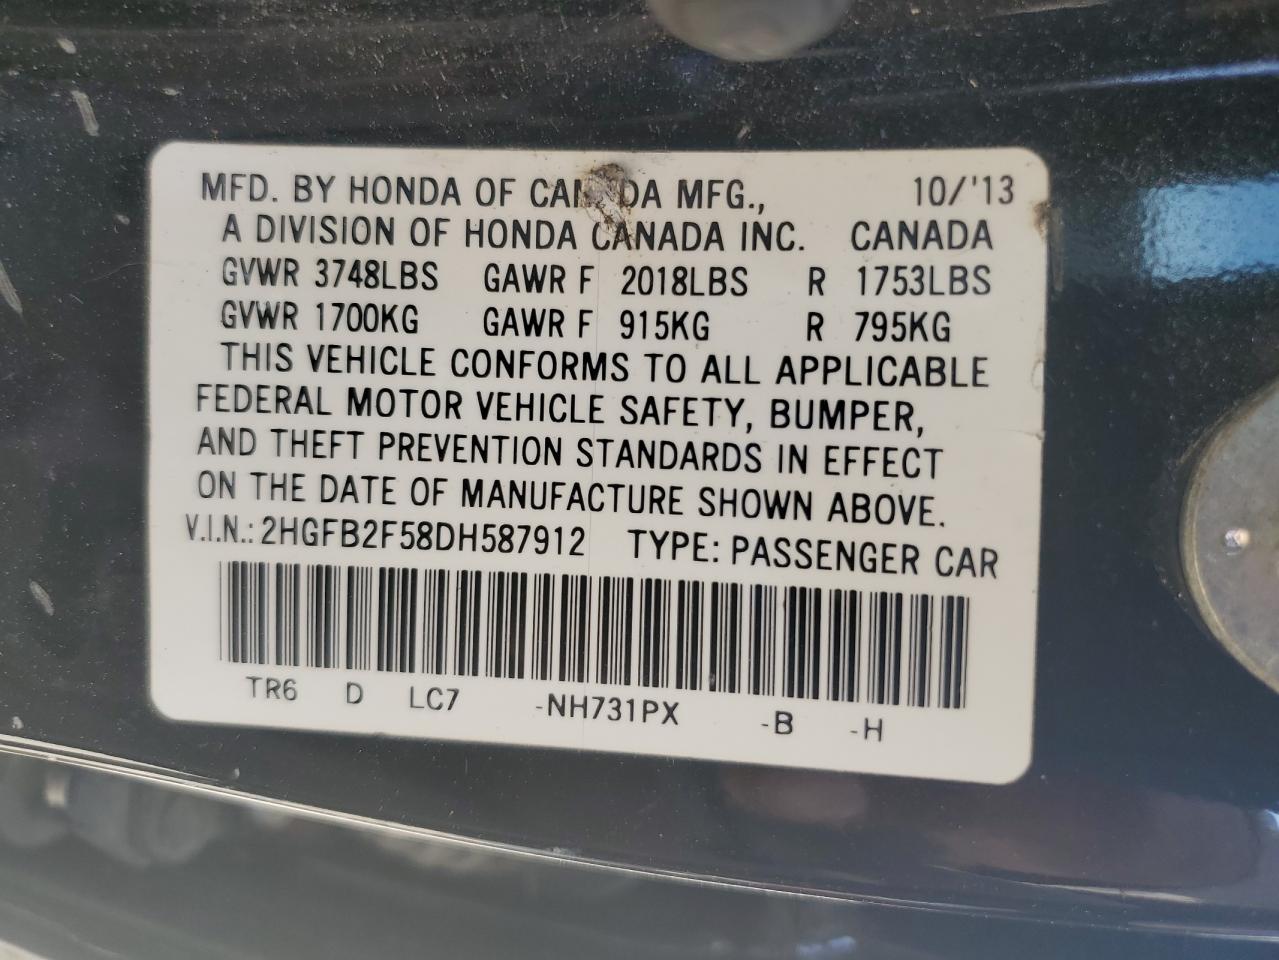 MFD. BY HONDA OF CANADA MFG., 10/'13
A DIVISION OF HONDA CANADA INC. CANADA
GVWR 3748LBS GAWR F 2018LBS R 1753LBS
GVWR 1700KG GAWR F 915KG R 795KG
THIS VEHICLE CONFORMS TO ALL APPLICABLE
FEDERAL MOTOR VEHICLE SAFETY, BUMPER,
AND THEFT PREVENTION STANDARDS IN EFFECT
ON THE DATE OF MANUFACTURE SHOWN ABOVE.
V.I.N.: 2HGFB2F58DH587912 TYPE: PASSENGER CAR
TR6 D LC7 -NH731PX -B -H